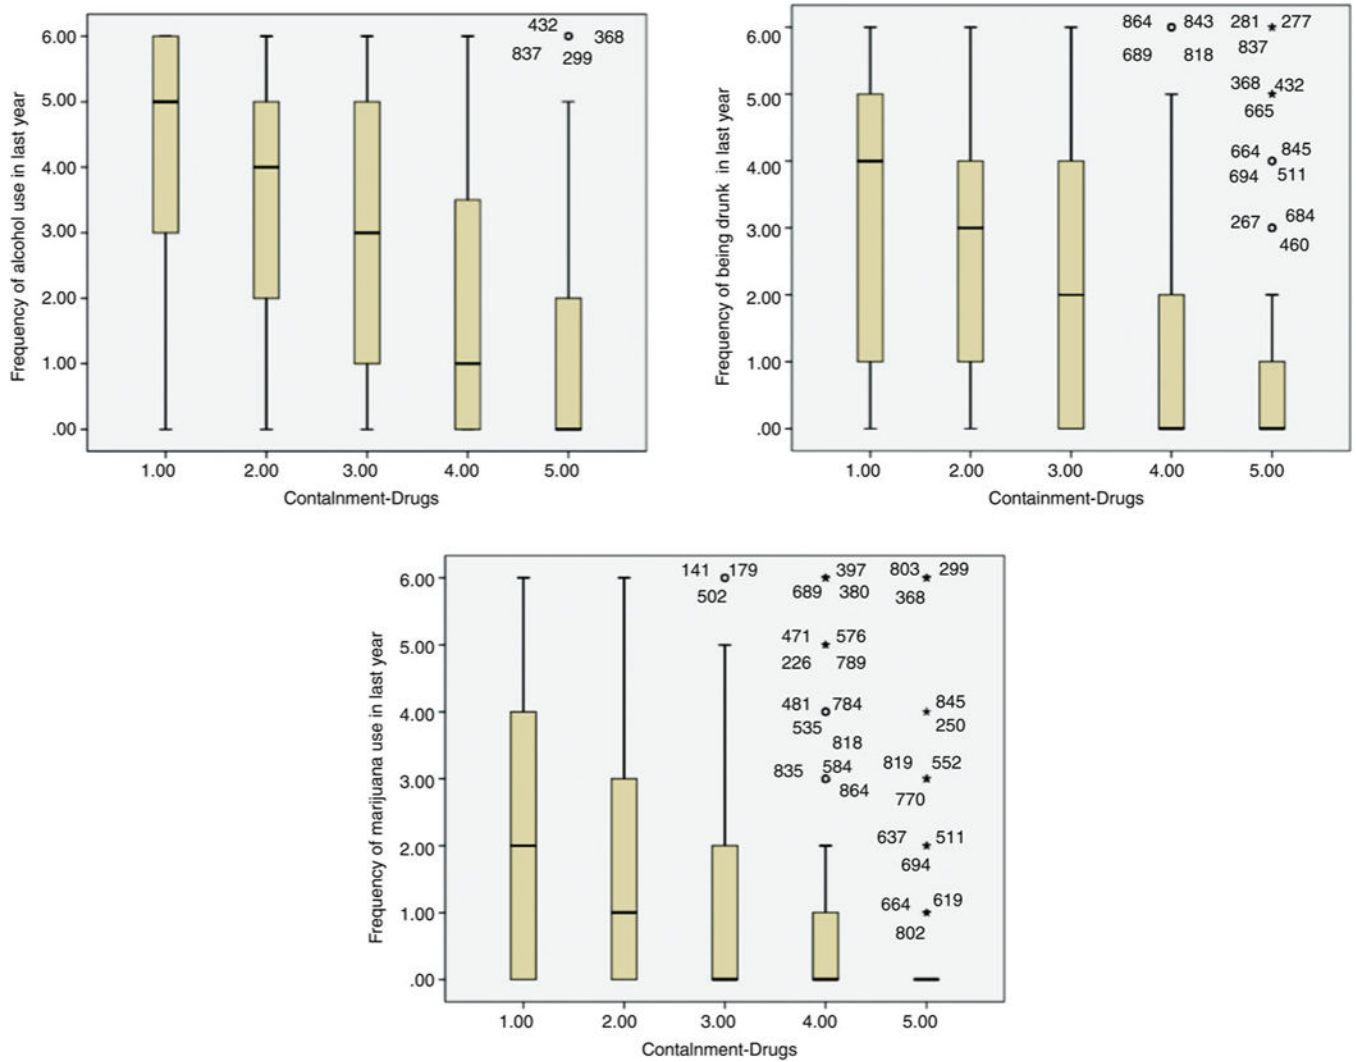 432
6.00
368
837
299
5.00
4.00
3.00
2.00
1.00
.00
1.00 2.00 3.00 4.00 5.00
Frequency of alcohol use in last year
Contalnment-Drugs
864 843 281 277
6.00
689 818 837
368 432
5.00
665
664 845
4.00
694 511
267 684
3.00
460
2.00
1.00
.00
1.00 2.00 3.00 4.00 5.00
Frequency of being drunk in last year
Containment-Drugs
141 179 397 803 299
6.00
502 689 380 368
471 576
5.00
226 789
481 784 845
4.00
535 250
818
835 584 819 552
3.00
864 770
637 511
2.00
694
664 619
1.00
802
.00
1.00 2.00 3.00 4.00 5.00
Frequency of marijuana use in last year
Contalnment-Drugs